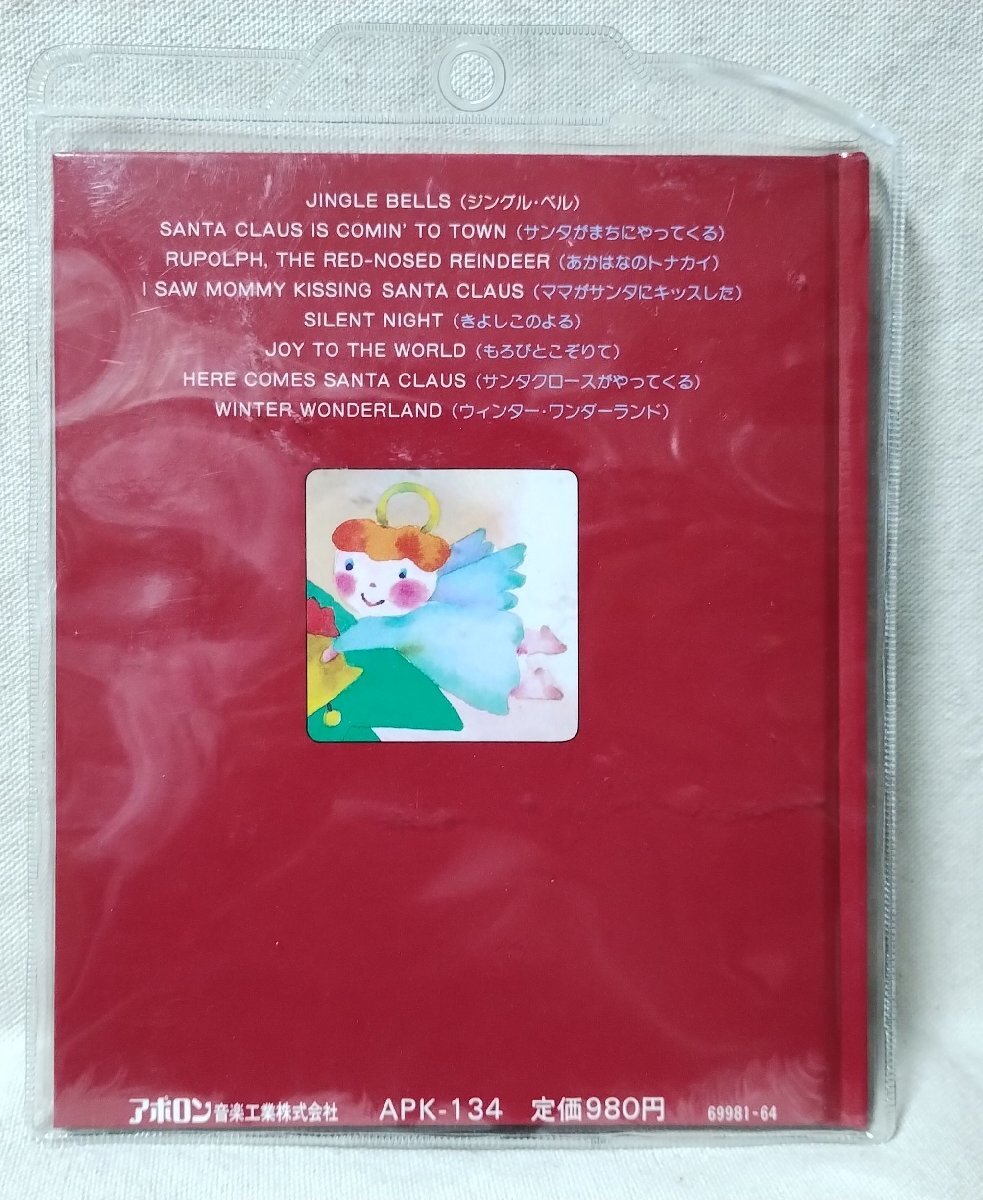 JINGLE BELLS (ジングル・ベル)
SANTA CLAUS IS COMIN' TO TOWN (サンタがまちにやってくる)
RUPOLPH, THE RED-NOSED REINDEER (あかはなのトナカイ)
I SAW MOMMY KISSING SANTA CLAUS (ママがサンタにキッスした)
SILENT NIGHT (きよしこのよる)
JOY TO THE WORLD (もろびとこぞりて)
HERE COMES SANTA CLAUS (サンタクロースがやってくる)
WINTER WONDERLAND (ウィンター・ワンダーランド)
アポロン音楽工業株式会社 APK-134 定価980円 69981-64